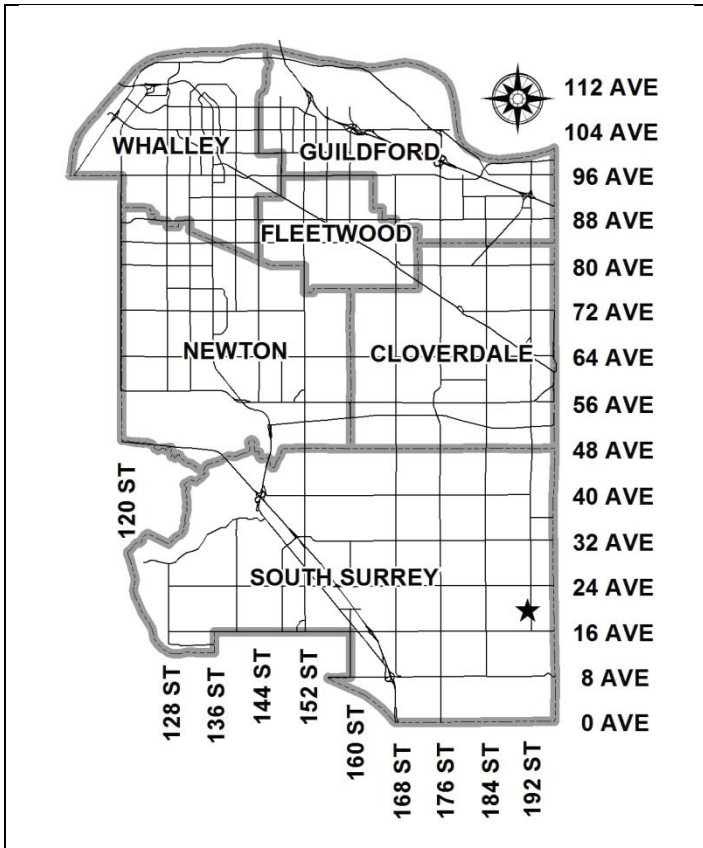 112 AVE
104 AVE
WHALLEY
GUILDFORD
96 AVE
88 AVE
FLEETWOOD
80 AVE
72 AVE
NEWTON
CLOVERDALE
64 AVE
56 AVE
48 AVE
120 ST
40 AVE
32 AVE
SOUTH SURREY
24 AVE
16 AVE
128 ST
136 ST
144 ST
152 ST
160 ST
8 AVE
168 ST
176 ST
184 ST
192 ST
0 AVE